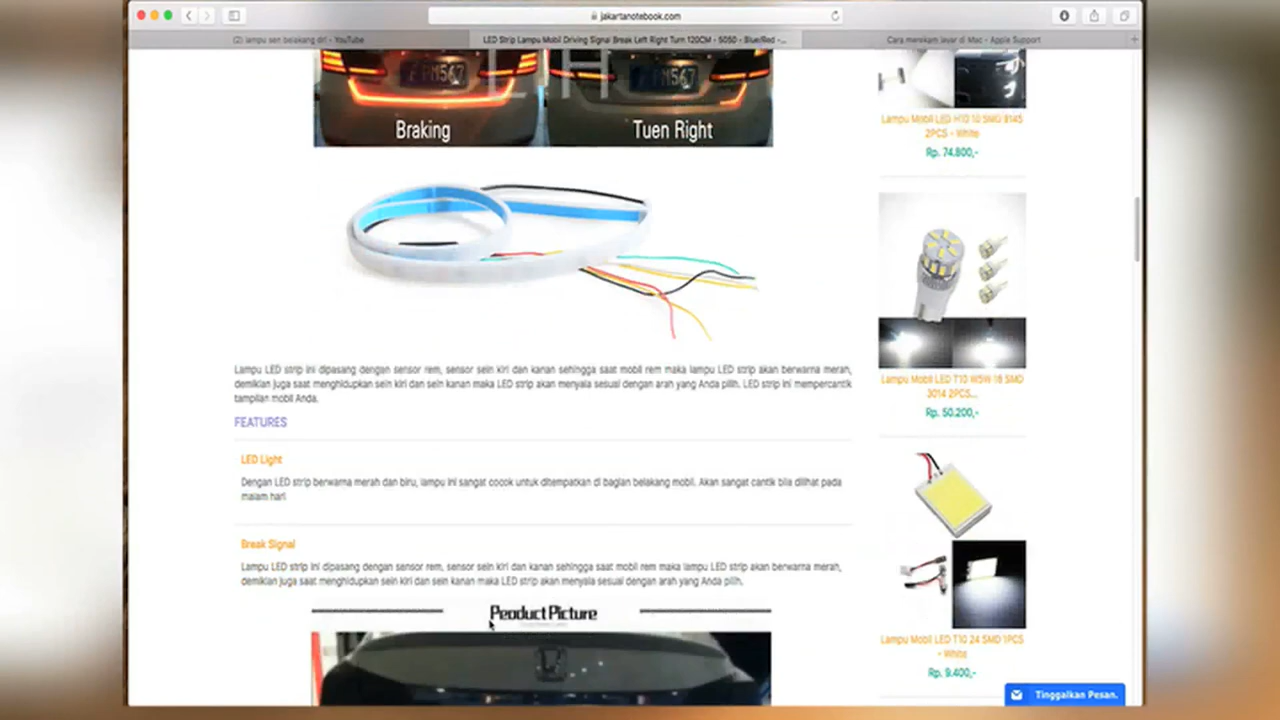 jakartanotebook.com
(2) lampu sen belakang drl - YouTube
LED Strip Lampu Mobil Driving Signal Break Left Right Turn 120CM - 5050 - Blue/Red -...
Cara merekam layar di Mac - Apple Support
Braking
Tuen Right
Lampu LED strip ini dipasang dengan sensor rem, sensor sein kiri dan kanan sehingga saat mobil rem maka lampu LED strip akan berwarna merah,
demikian juga saat menghidupkan sein kiri dan sein kanan maka LED strip akan menyala sesuai dengan arah yang Anda pilih. LED strip ini mempercantik
tampilan mobil Anda.
FEATURES
LED Light
Dengan LED strip berwarna merah dan biru, lampu ini sangat cocok untuk ditempatkan di bagian belakang mobil. Akan sangat cantik bila dilihat pada
malam hari
Break Signal
Lampu LED strip ini dipasang dengan sensor rem, sensor sein kiri dan kanan sehingga saat mobil rem maka lampu LED strip akan berwarna merah,
demikian juga saat menghidupkan sein kiri dan sein kanan maka LED strip akan menyala sesuai dengan arah yang Anda pilih.
Peoduct Picture
Lampu Mobil LED H10 10 SMD 9145
2PCS - White
Rp. 74.800,-
Lampu Mobil LED T10 W5W 18 SMD
3014 2PCS...
Rp. 50.200,-
Lampu Mobil LED T10 24 SMD 1PCS
- White
Rp. 9.400,-
Tinggalkan Pesan.